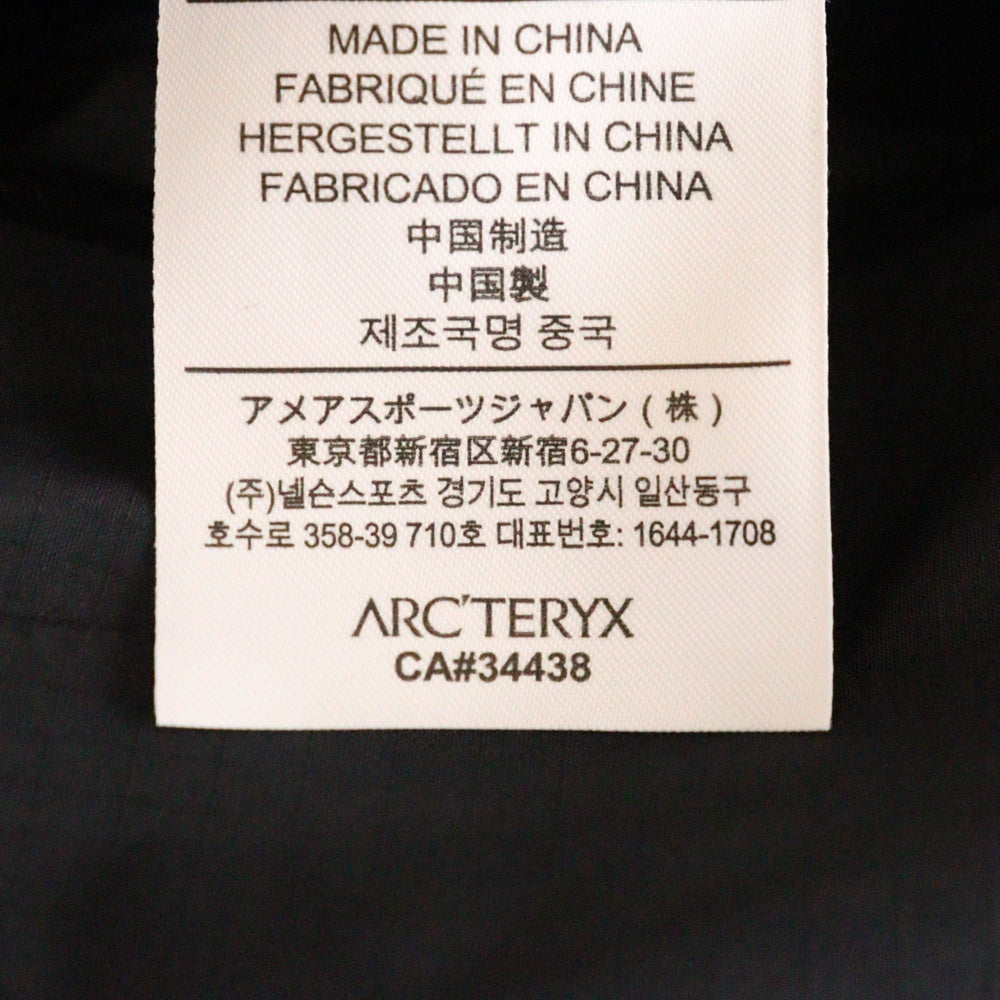 MADE IN CHINA
FABRIQUÉ EN CHINE
HERGESTELLT IN CHINA
FABRICADO EN CHINA
中国制造
中国製
제조국명 중국
アメアスポーツジャパン(株)
東京都新宿区新宿6-27-30
(주)넬슨스포츠 경기도 고양시 일산동구
호수로 358-39 710호 대표번호: 1644-1708
ARC'TERYX
CA#34438